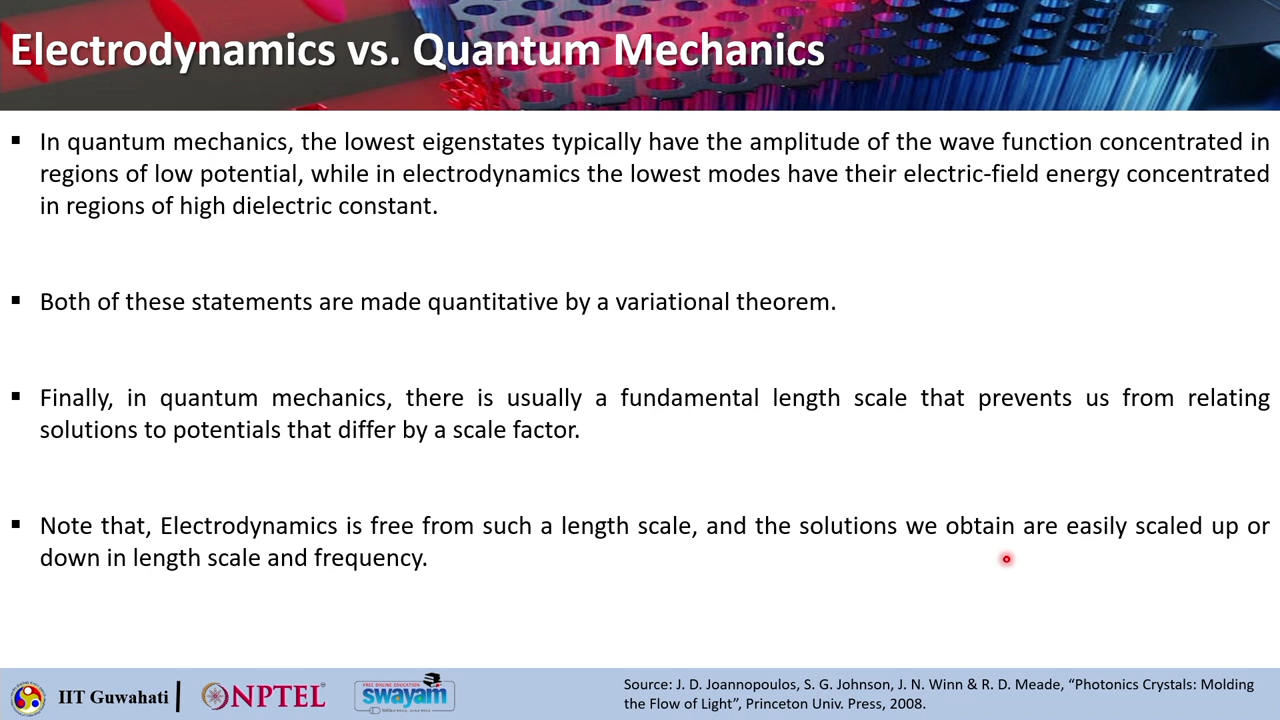 Electrodynamics vs. Quantum Mechanics
▪ In quantum mechanics, the lowest eigenstates typically have the amplitude of the wave function concentrated in
regions of low potential, while in electrodynamics the lowest modes have their electric-field energy concentrated
in regions of high dielectric constant.
▪ Both of these statements are made quantitative by a variational theorem.
▪ Finally, in quantum mechanics, there is usually a fundamental length scale that prevents us from relating
solutions to potentials that differ by a scale factor.
▪ Note that, Electrodynamics is free from such a length scale, and the solutions we obtain are easily scaled up or
down in length scale and frequency.
IIT Guwahati
NPTEL
FREE ONLINE EDUCATION
swayam
Source: J. D. Joannopoulos, S. G. Johnson, J. N. Winn & R. D. Meade, “Photonics Crystals: Molding
the Flow of Light”, Princeton Univ. Press, 2008.